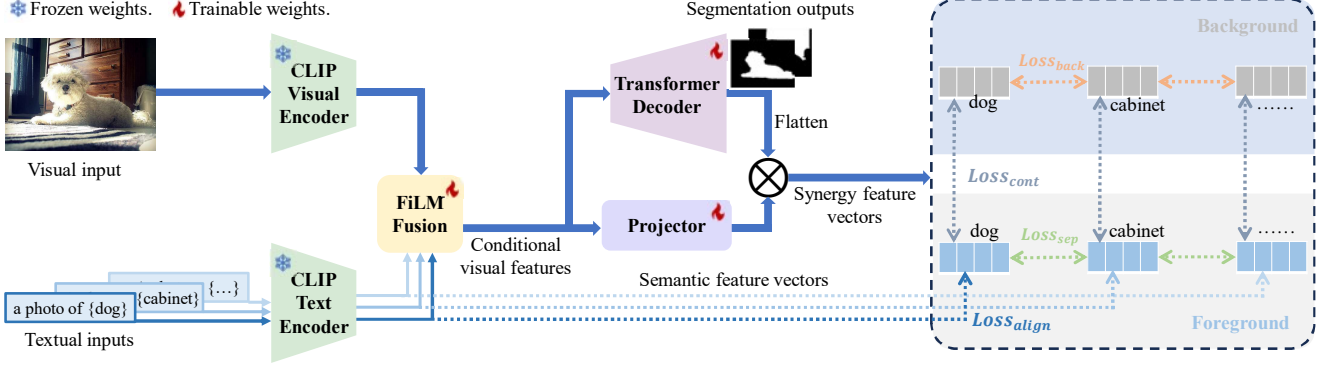 Frozen weights.
Trainable weights.
Segmentation outputs
Background
CLIP
Visual
Encoder
Transformer
Decoder
Loss_back
dog
cabinet
......
Flatten
Visual input
FiLM
Fusion
Projector
Synergy feature
vectors
Loss_cont
Conditional
visual features
dog
Loss_sep
cabinet
......
CLIP
Text
Encoder
Semantic feature vectors
{...}
{cabinet}
a photo of {dog}
Textual inputs
Loss_align
Foreground